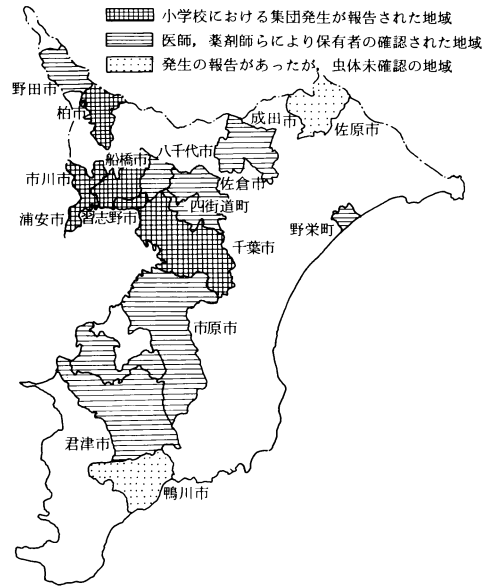 小学校における集団発生が報告された地域
医師，薬剤師らにより保有者の確認された地域
発生の報告があったが，虫体未確認の地域
野田市
柏市
成田市
佐原市
船橋市
八千代市
市川市
佐倉市
浦安市
習志野市
四街道町
野栄町
千葉市
市原市
君津市
鴨川市